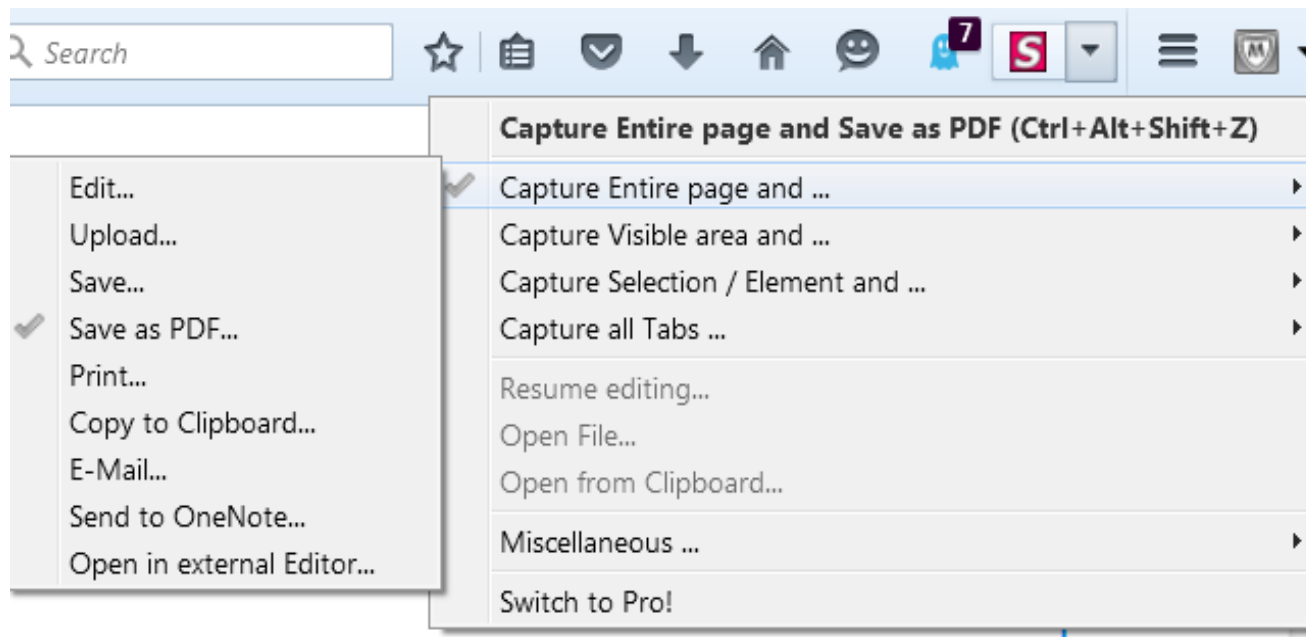 Search
7
S
M
Capture Entire page and Save as PDF (Ctrl+Alt+Shift+Z)
Capture Entire page and ...
Capture Visible area and ...
Capture Selection / Element and ...
Capture all Tabs ...
Resume editing...
Open File...
Open from Clipboard...
Miscellaneous ...
Switch to Pro!
Edit...
Upload...
Save...
Save as PDF...
Print...
Copy to Clipboard...
E-Mail...
Send to OneNote...
Open in external Editor...